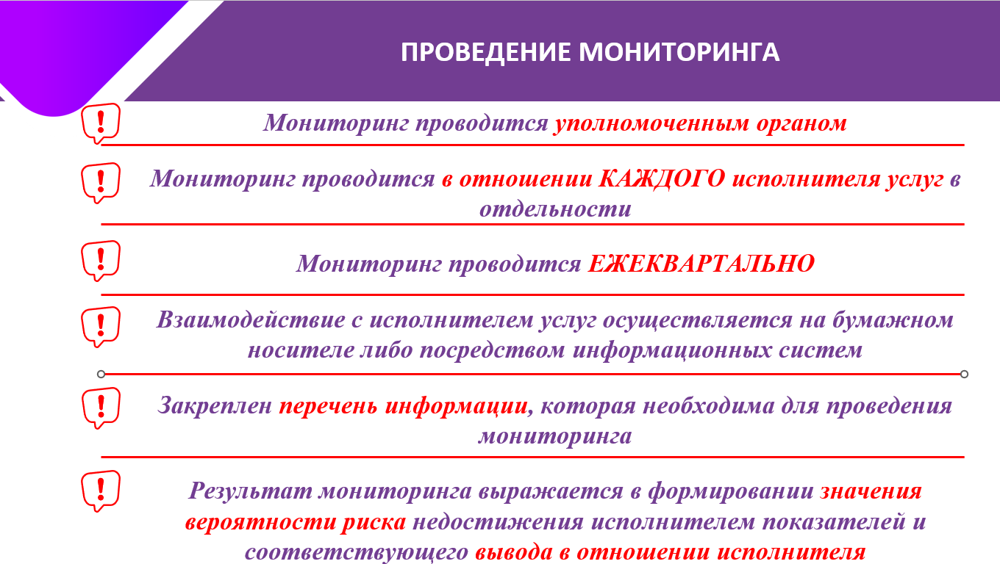 ПРОВЕДЕНИЕ МОНИТОРИНГА
Мониторинг проводится уполномоченным органом
Мониторинг проводится в отношении КАЖДОГО исполнителя услуг в
отдельности
Мониторинг проводится ЕЖЕКВАРТАЛЬНО
Взаимодействие с исполнителем услуг осуществляется на бумажном
носителе либо посредством информационных систем
Закреплен перечень информации, которая необходима для проведения
мониторинга
Результат мониторинга выражается в формировании значения
вероятности риска недостижения исполнителем показателей и
соответствующего вывода в отношении исполнителя